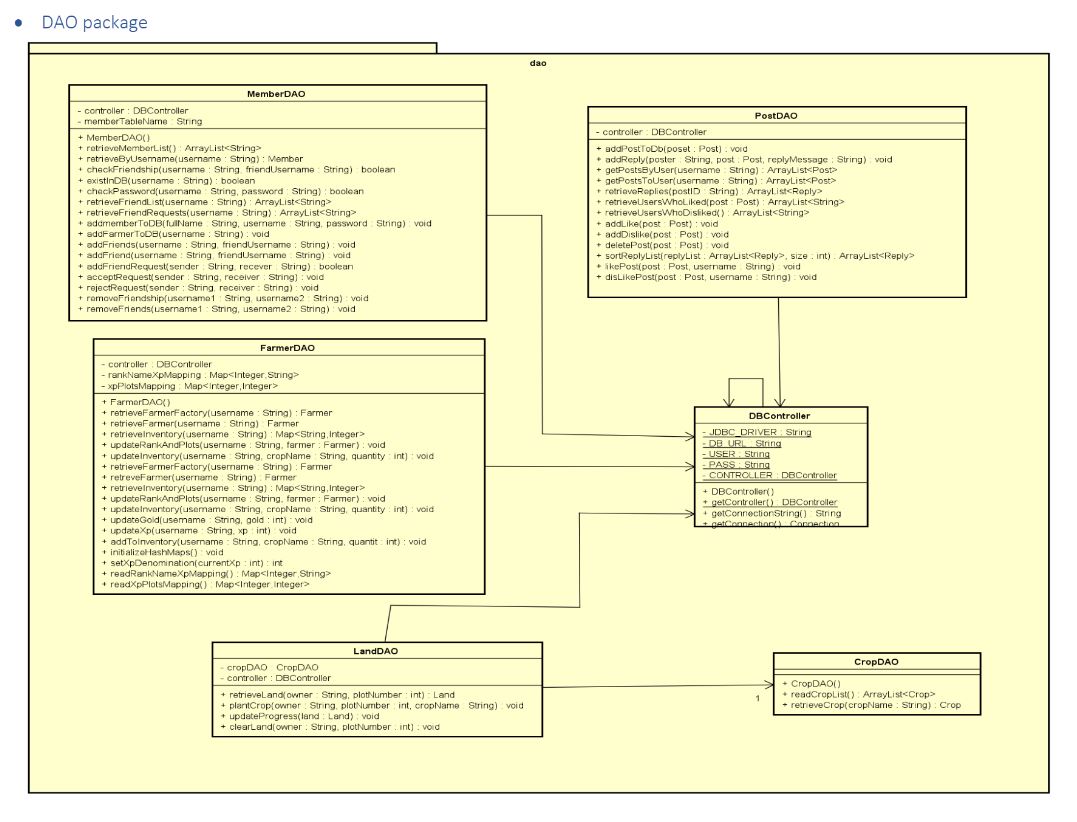 • DAO package
dao
MemberDAO
- controller : DBController
- memberTableName : String
+ MemberDAO()
+ retrieveMemberList() : ArrayList<String>
+ retrieveByUsername(username : String) : Member
+ checkFriendship(username : String, friendUsername : String) : boolean
+ existInDB(username : String) : boolean
+ checkPassword(username : String, password : String) : boolean
+ retrieveFriendList(username : String) : ArrayList<String>
+ retrieveFriendRequests(username : String) : ArrayList<String>
+ addmemberToDB(fullName : String, username : String, password : String) : void
+ addFarmerToDB(username : String) : void
+ addFriends(username : String, friendUsername : String) : void
+ addFriend(username : String, friendUsername : String) : void
+ addFriendRequest(sender : String, recever : String) : boolean
+ acceptRequest(sender : String, receiver : String) : void
+ rejectRequest(sender : String, receiver : String) : void
+ removeFriendship(username1 : String, username2 : String) : void
+ removeFriends(username1 : String, username2 : String) : void
PostDAO
- controller : DBController
+ addPostToDb(poset : Post) : void
+ addReply(poster : String, post : Post, replyMessage : String) : void
+ getPostsByUser(username : String) : ArrayList<Post>
+ getPostsToUser(username : String) : ArrayList<Post>
+ retrieveReplies(postID : String) : ArrayList<Reply>
+ retrieveUsersWhoLiked(post : Post) : ArrayList<String>
+ retrieveUsersWhoDisliked() : ArrayList<String>
+ addLike(post : Post) : void
+ addDislike(post : Post) : void
+ deletePost(post : Post) : void
+ sortReplyList(replyList : ArrayList<Reply>, size : int) : ArrayList<Reply>
+ likePost(post : Post, username : String) : void
+ disLikePost(post : Post, username : String) : void
FarmerDAO
- controller : DBController
- rankNameXpMapping : Map<Integer,String>
- xpPlotsMapping : Map<Integer,Integer>
+ FarmerDAO()
+ retrieveFarmerFactory(username : String) : Farmer
+ retrieveFarmer(username : String) : Farmer
+ retrieveInventory(username : String) : Map<String,Integer>
+ updateRankAndPlots(username : String, farmer : Farmer) : void
+ updateInventory(username : String, cropName : String, quantity : int) : void
+ retrieveFarmerFactory(username : String) : Farmer
+ retreveFarmer(username : String) : Farmer
+ retrieveInventory(username : String) : Map<String,Integer>
+ updateRankAndPlots(username : String, farmer : Farmer) : void
+ updateInventory(username : String, cropName : String, quantity : int) : void
+ updateGold(username : String, gold : int) : void
+ updateXp(username : String, xp : int) : void
+ addToInventory(username : String, cropName : String, quantit : int) : void
+ initializeHashMaps() : void
+ setXpDenomination(currentXp : int) : int
+ readRankNameXpMapping() : Map<Integer,String>
+ readXpPlotsMapping() : Map<Integer,Integer>
DBController
- JDBC_DRIVER : String
- DB_URL : String
- USER : String
- PASS : String
- CONTROLLER : DBController
+ DBController()
+ getController() : DBController
+ getConnectionString() : String
+ getConnection() : Connection
LandDAO
- cropDAO : CropDAO
- controller : DBController
+ retrieveLand(owner : String, plotNumber : int) : Land
+ plantCrop(owner : String, plotNumber : int, cropName : String) : void
+ updateProgress(land : Land) : void
+ clearLand(owner : String, plotNumber : int) : void
1
CropDAO
+ CropDAO()
+ readCropList() : ArrayList<Crop>
+ retrieveCrop(cropName : String) : Crop